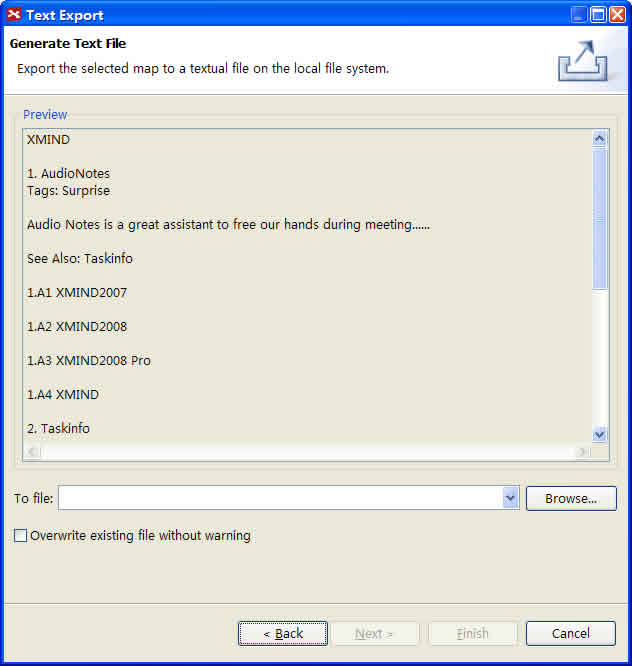 Text Export
Generate Text File
Export the selected map to a textual file on the local file system.
Preview
XMIND
1. AudioNotes
Tags: Surprise
Audio Notes is a great assistant to free our hands during meeting......
See Also: Taskinfo
1.A1 XMIND2007
1.A2 XMIND2008
1.A3 XMIND2008 Pro
1.A4 XMIND
2. Taskinfo
To file:
Browse...
Overwrite existing file without warning
< Back
Next >
Finish
Cancel